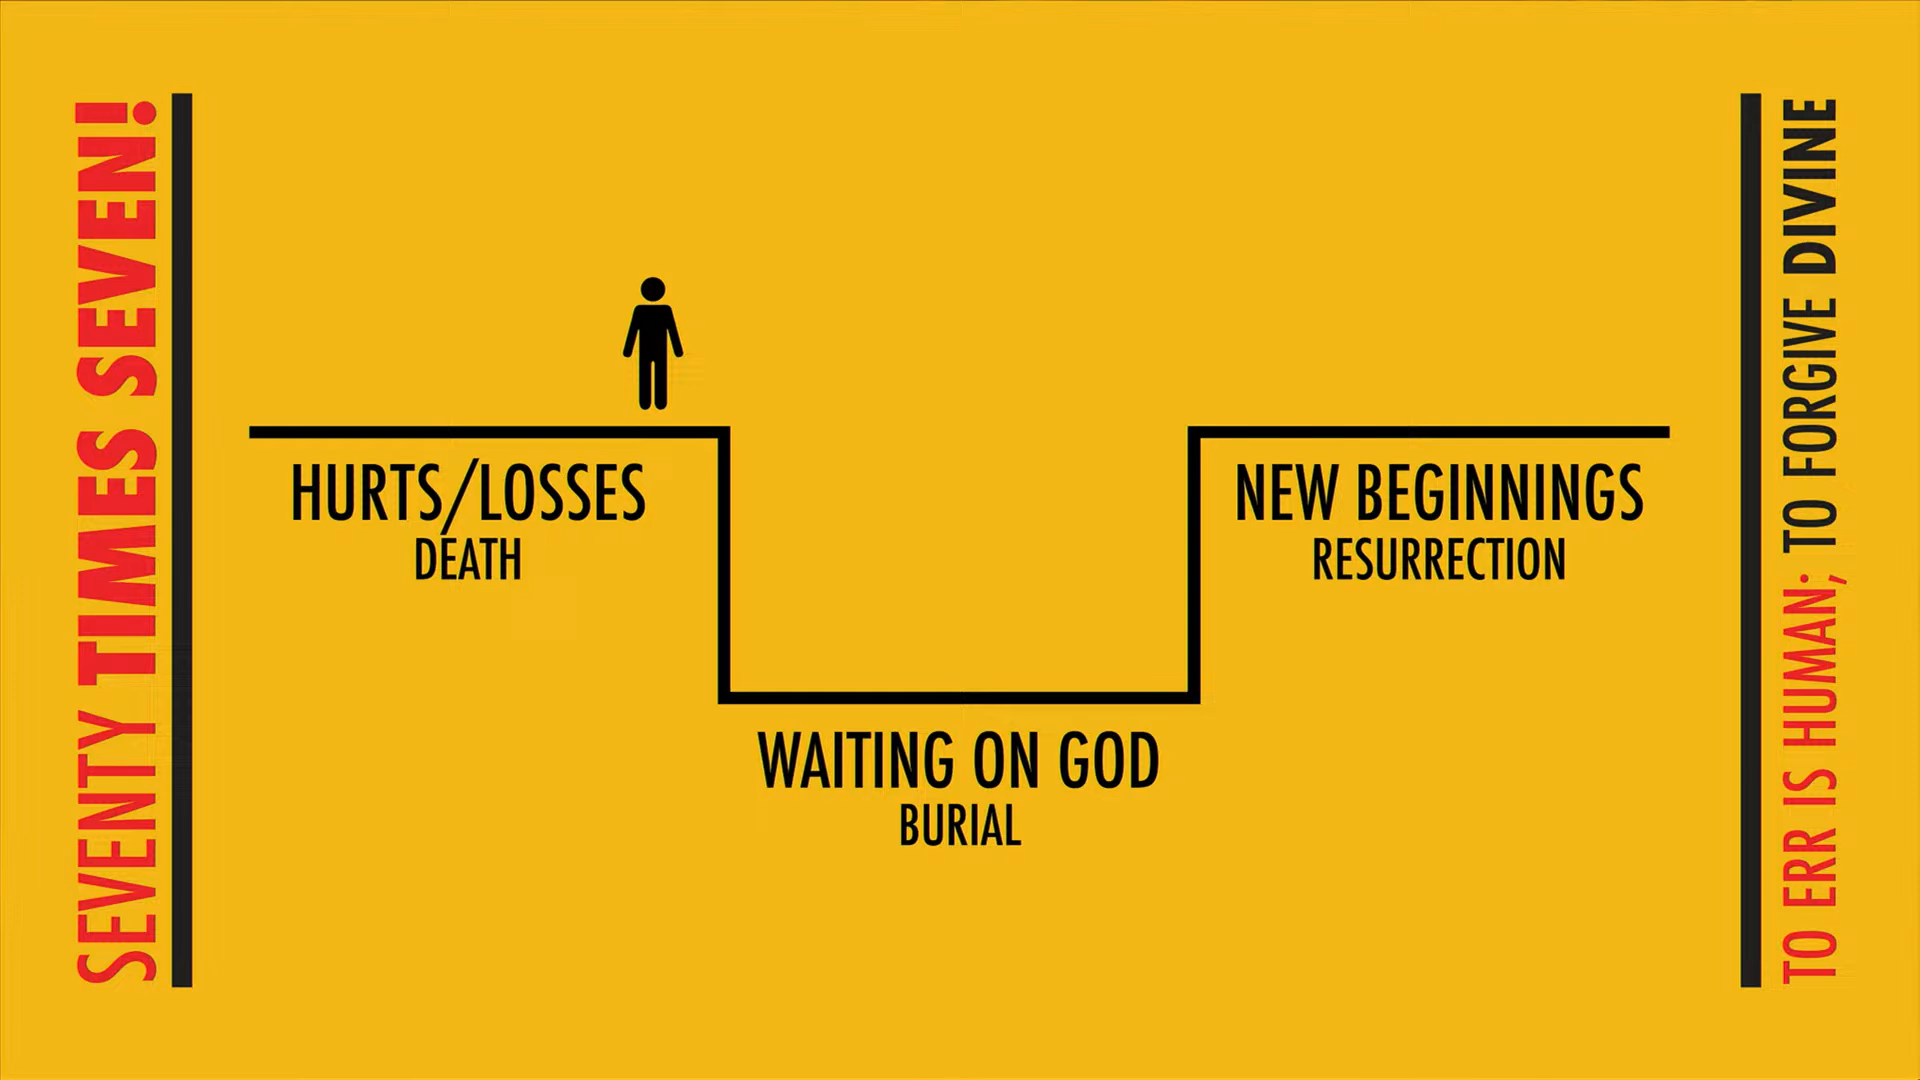 SEVENTY TIMES SEVEN!
HURTS/LOSSES
DEATH
WAITING ON GOD
BURIAL
NEW BEGINNINGS
RESURRECTION
TO ERR IS HUMAN; TO FORGIVE DIVINE